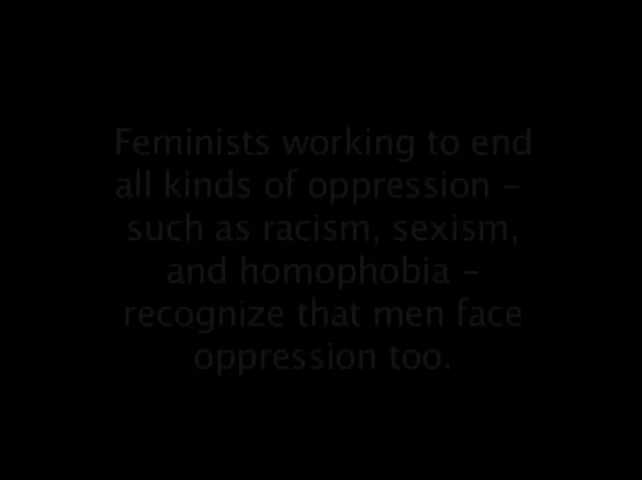 Feminists working to end
all kinds of oppression –
such as racism, sexism,
and homophobia –
recognize that men face
oppression too.